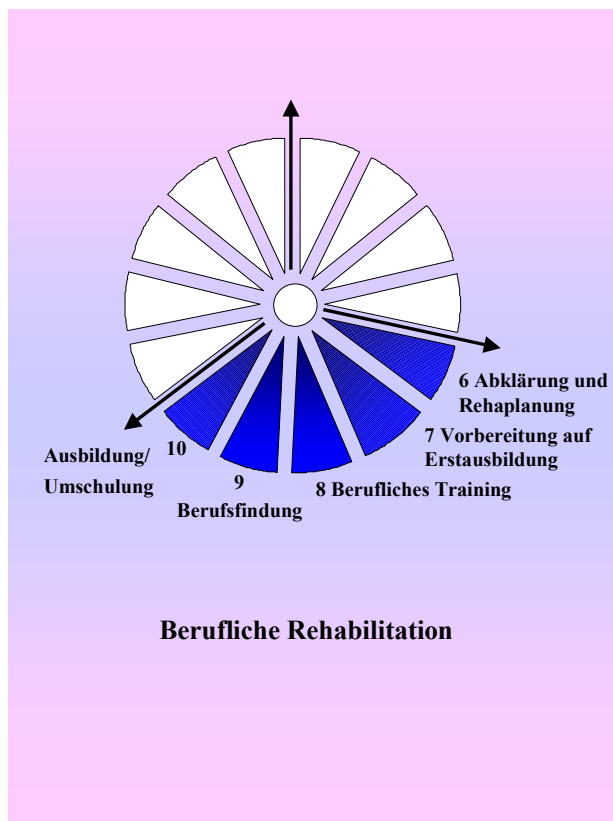 6 Abklärung und
Rehaplanung
7 Vorbereitung auf
Erstausbildung
8 Berufliches Training
9
Berufsfindung
10
Ausbildung/
Umschulung
Berufliche Rehabilitation